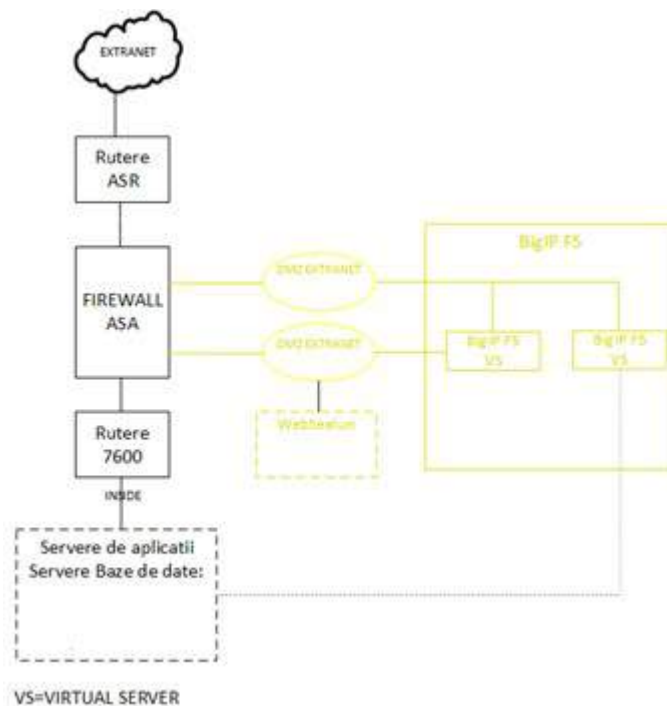 EXTRANET
Rutere
ASR
FIREWALL
ASA
Rutere
7600
INSIDE
Servere de aplicatii
Servere Baze de date:
DMZ EXTRANET
DMZ EXTRANET
BigIP F5
BigIP F5
VS
BigIP F5
VS
VS=VIRTUAL SERVER